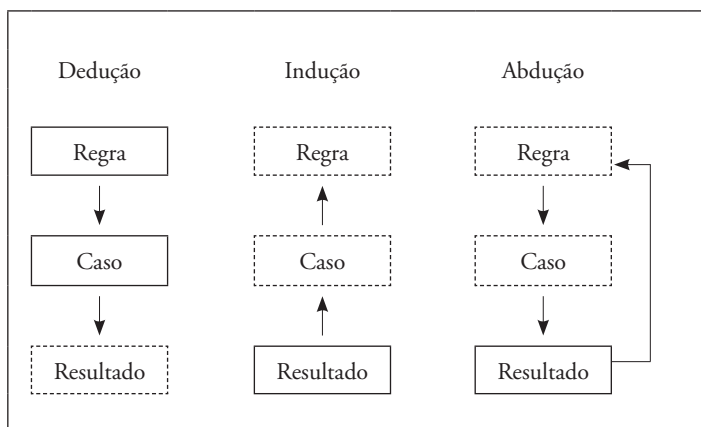 Dedução Indução Abdução
Regra Regra Regra
Caso Caso Caso
Resultado Resultado Resultado